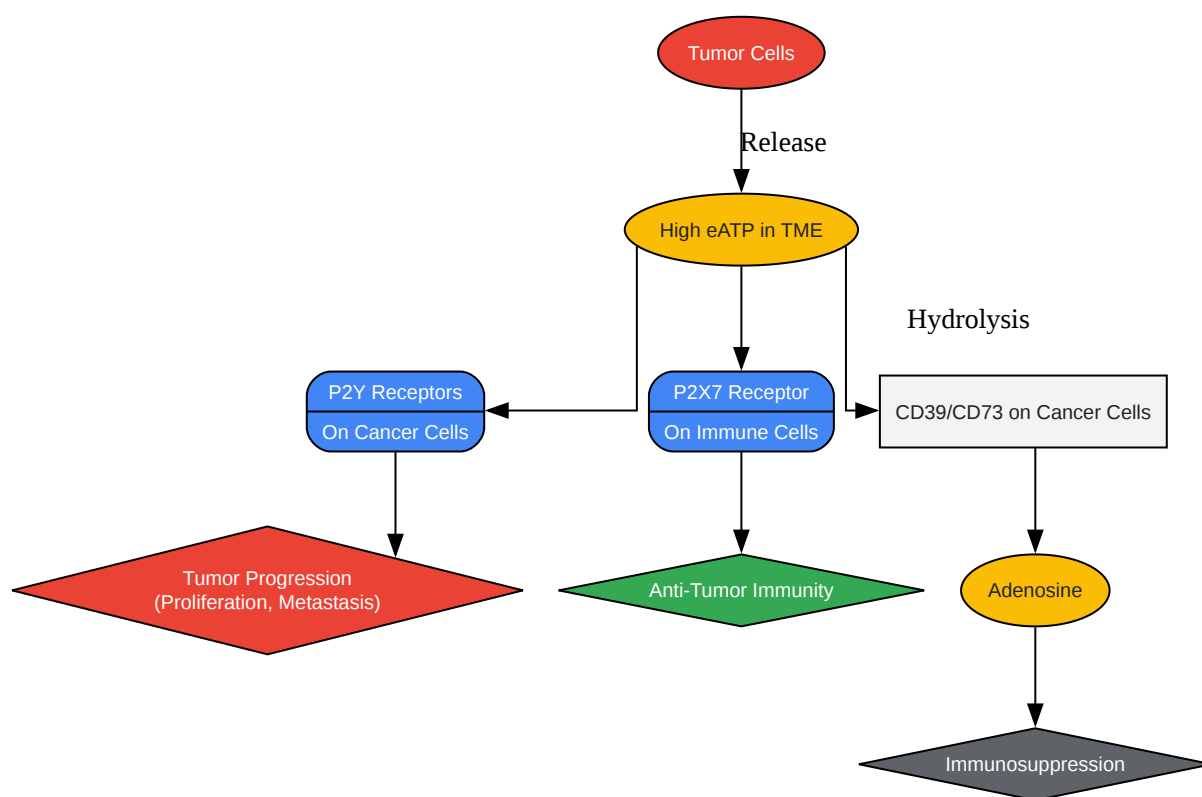 Tumor Cells
Release
High eATP in TME
Hydrolysis
P2Y Receptors
On Cancer Cells
P2X7 Receptor
On Immune Cells
CD39/CD73 on Cancer Cells
Tumor Progression
(Proliferation, Metastasis)
Anti-Tumor Immunity
Adenosine
Immunosuppression